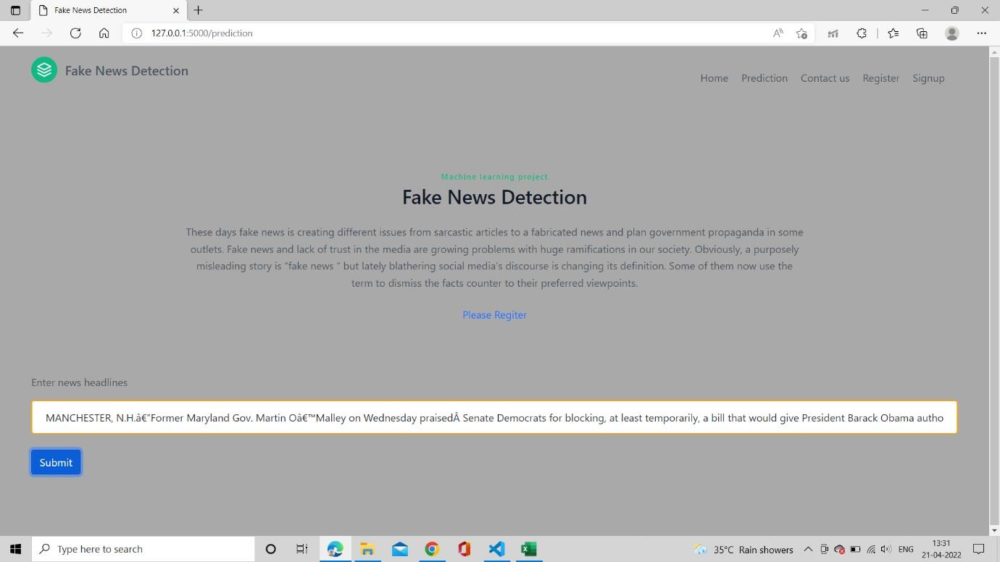 Fake News Detection
127.0.0.1:5000/prediction
Fake News Detection
Home Prediction Contact us Register Signup
Machine learning project
Fake News Detection
These days fake news is creating different issues from sarcastic articles to a fabricated news and plan government propaganda in some
outlets. Fake news and lack of trust in the media are growing problems with huge ramifications in our society. Obviously, a purposely
misleading story is “fake news “ but lately blathering social media’s discourse is changing its definition. Some of them now use the
term to dismiss the facts counter to their preferred viewpoints.
Please Regiter
Enter news headlines
MANCHESTER, N.H.â€”Former Maryland Gov. Martin Oâ€™Malley on Wednesday praisedÂ Senate Democrats for blocking, at least temporarily, a bill that would give President Barack Obama autho
Submit
Type here to search
35°C Rain showers
ENG
13:31
21-04-2022